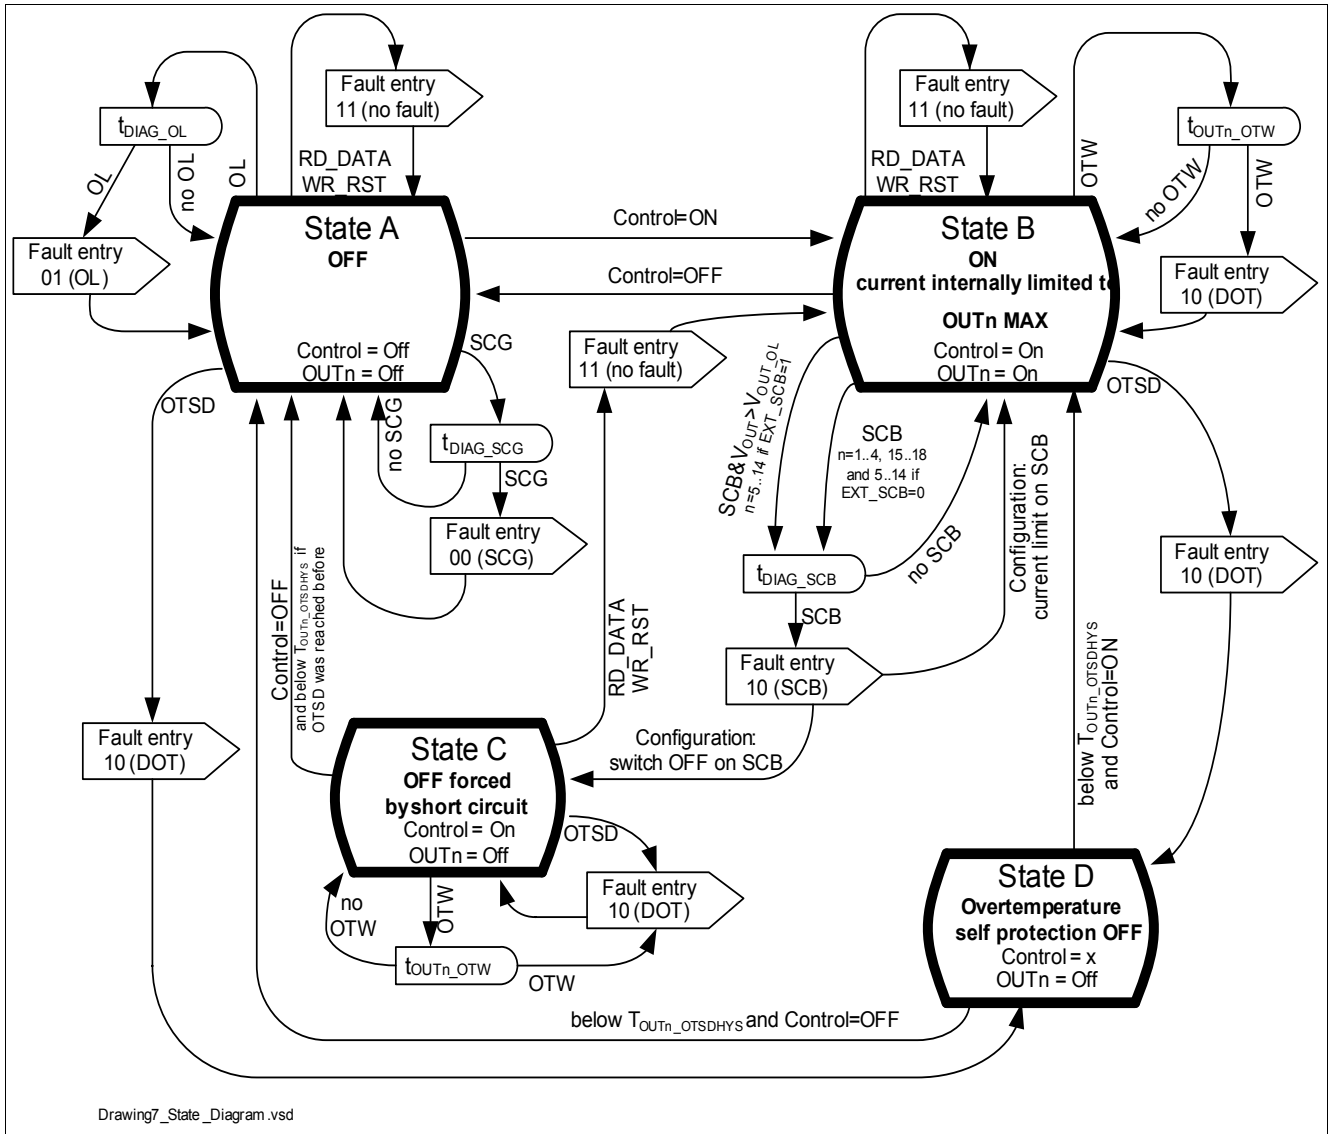 Fault entry
11 (no fault)
Fault entry
11 (no fault)
tDIAG_OL
OL
no OL
OL
RD_DATA
WR_RST
RD_DATA
WR_RST
OTW
tOUTn_OTW
no OTW
OTW
Fault entry
01 (OL)
State A
OFF
Control = Off
OUTn = Off
Control=ON
Control=OFF
State B
ON
current internally limited to
OUTn MAX
Control = On
OUTn = On
Fault entry
10 (DOT)
Fault entry
11 (no fault)
SCG
OTSD
OTSD
no SCG
tDIAG_SCG
SCG
Fault entry
00 (SCG)
SCB&VOUT>VOUT_OL
n=5..14 if EXT_SCB=1
SCB
n=1..4, 15..18
and 5..14 if
EXT_SCB=0
tDIAG_SCB
no SCB
SCB
Configuration:
current limit on SCB
Fault entry
10 (DOT)
Control=OFF
and below TOUTn_OTSDHYS if
OTSD was reached before
RD_DATA
WR_RST
Fault entry
10 (SCB)
below TOUTn_OTSDHYS
and Control=ON
Fault entry
10 (DOT)
State C
OFF forced
byshort circuit
Control = On
OUTn = Off
Configuration:
switch OFF on SCB
OTSD
Fault entry
10 (DOT)
no
OTW
OTW
tOUTn_OTW
OTW
State D
Overtemperature
self protection OFF
Control = x
OUTn = Off
below TOUTn_OTSDHYS and Control=OFF
Drawing7_State_Diagram.vsd